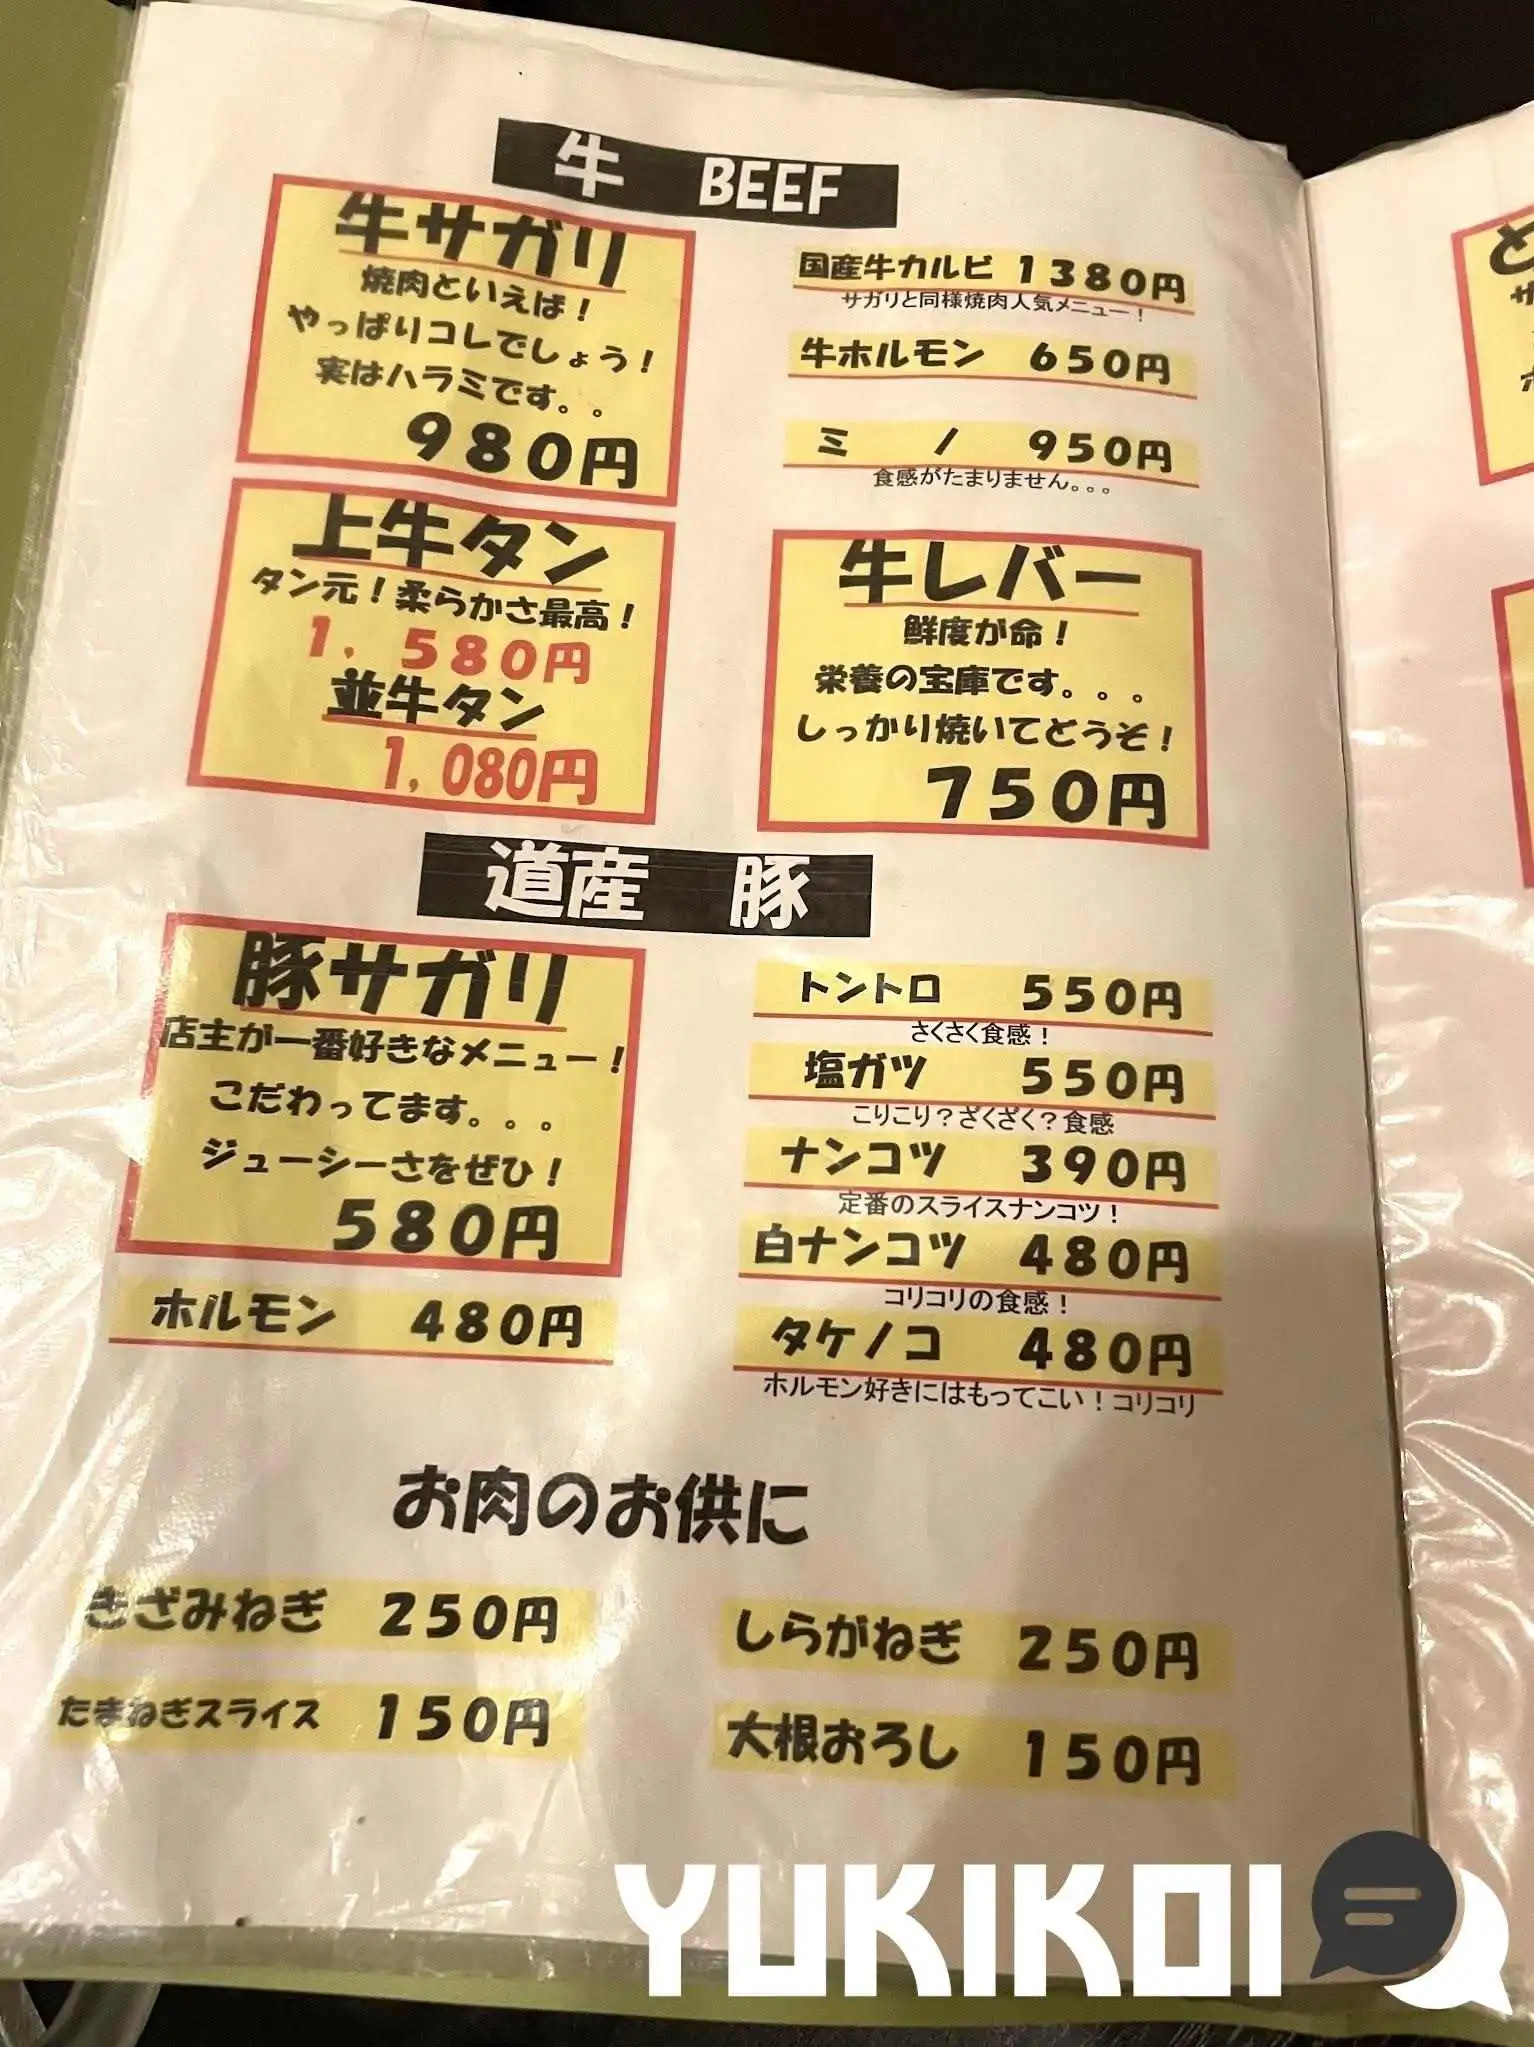 牛 BEEF
牛サガリ
焼肉といえば！
やっぱりコレでしょう！
実はハラミです。。
980円
国産牛カルビ 1380円
サガリと同様焼肉人気メニュー！
牛ホルモン 650円
ミノ 950円
食感がたまりません。。。
上牛タン
タン元！柔らかさ最高！
1，580円
並牛タン
1,080円
牛レバー
鮮度が命！
栄養の宝庫です。。。
しっかり焼いてどうぞ！
750円
道産 豚
豚サガリ
店主が一番好きなメニュー！
こだわってます。。。
ジューシーさをぜひ！
580円
ホルモン 480円
トントロ 550円
さくさく食感！
塩ガツ 550円
こりこり？ざくざく？食感
ナンコツ 390円
定番のスライスナンコツ！
白ナンコツ 480円
コリコリの食感！
タケノコ 480円
ホルモン好きにはもってこい！コリコリ
お肉のお供に
きざみねぎ 250円
しらがねぎ 250円
たまねぎスライス 150円
大根おろし 150円
YUKIKOI